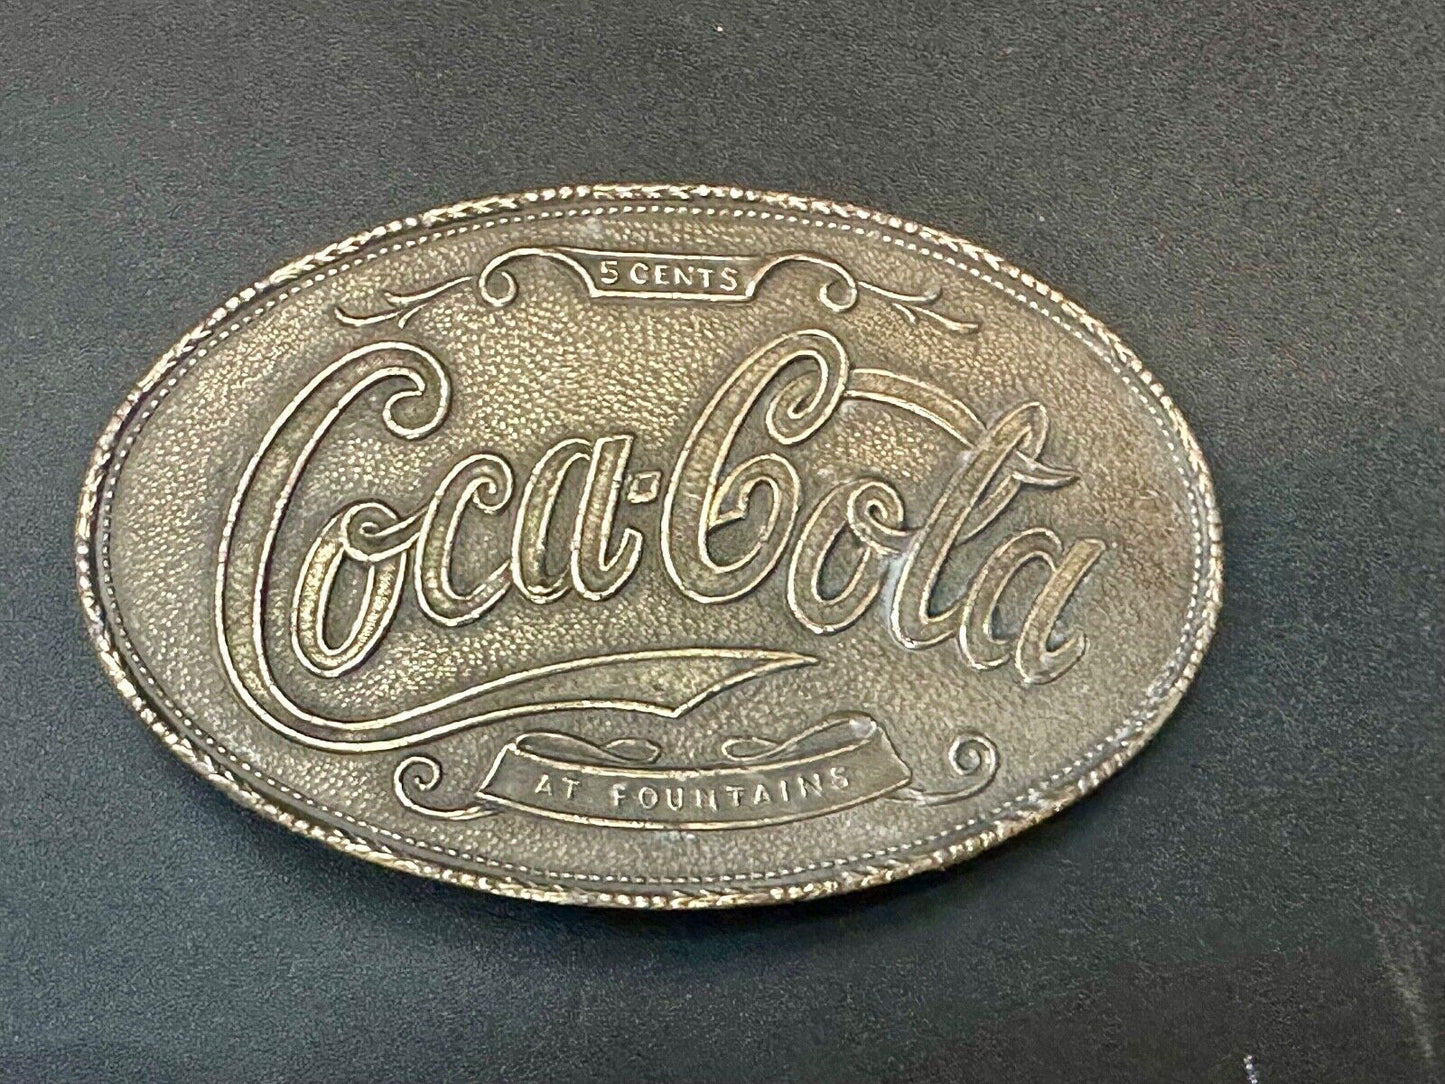 5 CENTS
Coca-Cola
AT FOUNTAINS